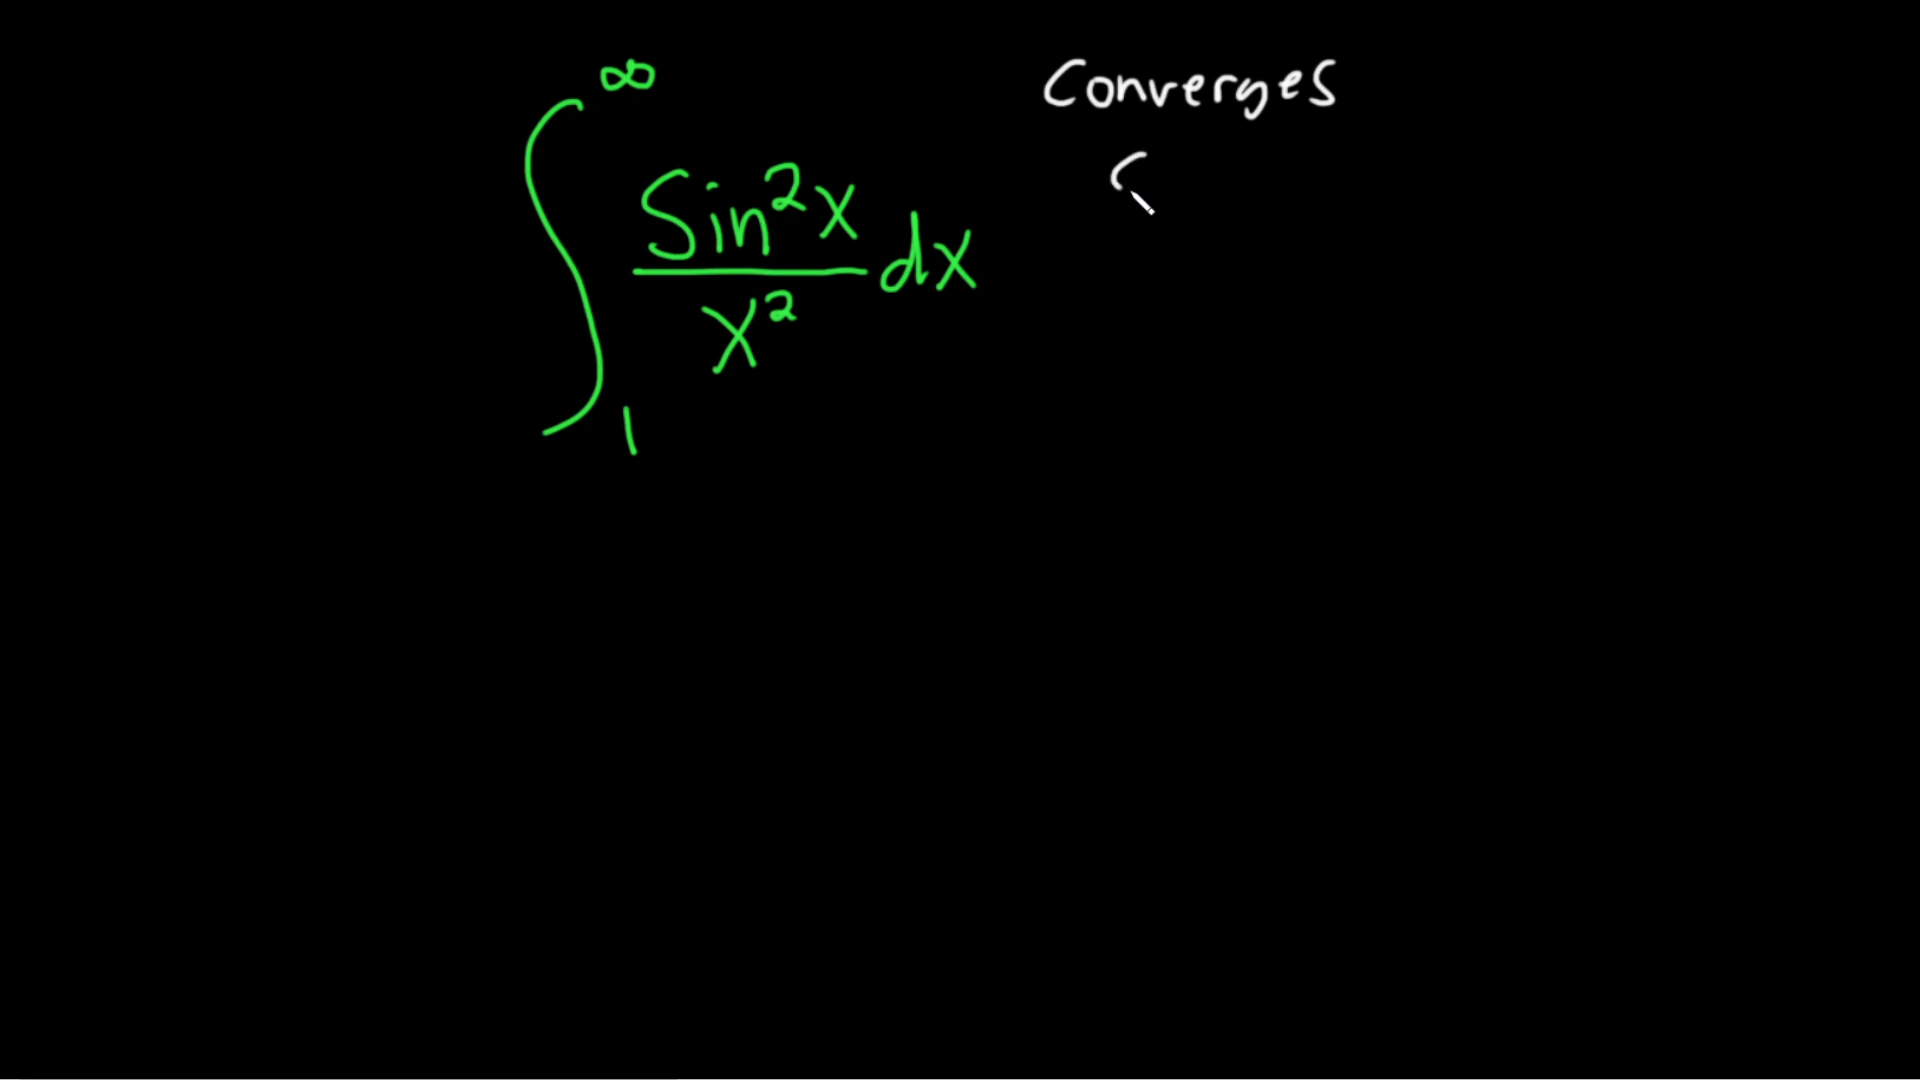 ∫₁^∞ Sin²x/x² dx
Converges